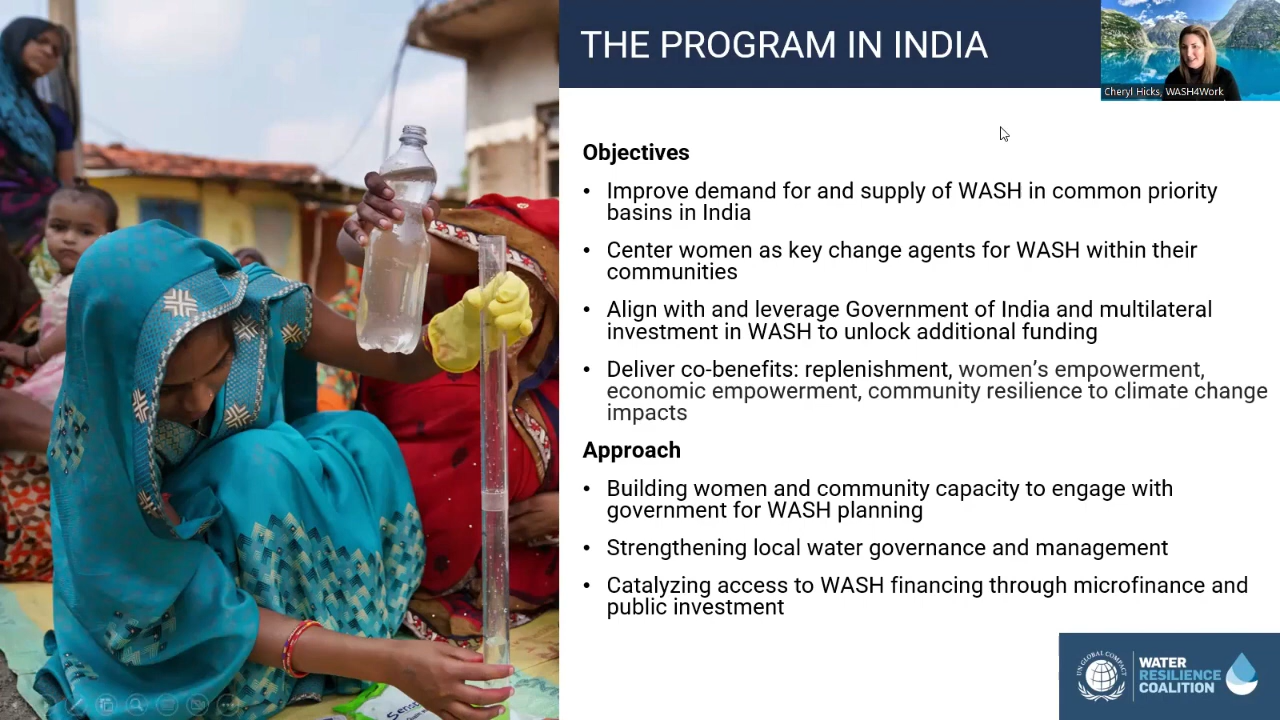 THE PROGRAM IN INDIA
Cheryl Hicks, WASH4Work
Objectives
• Improve demand for and supply of WASH in common priority
basins in India
• Center women as key change agents for WASH within their
communities
• Align with and leverage Government of India and multilateral
investment in WASH to unlock additional funding
• Deliver co-benefits: replenishment, women’s empowerment,
economic empowerment, community resilience to climate change
impacts
Approach
• Building women and community capacity to engage with
government for WASH planning
• Strengthening local water governance and management
• Catalyzing access to WASH financing through microfinance and
public investment
UN GLOBAL COMPACT
WATER
RESILIENCE
COALITION